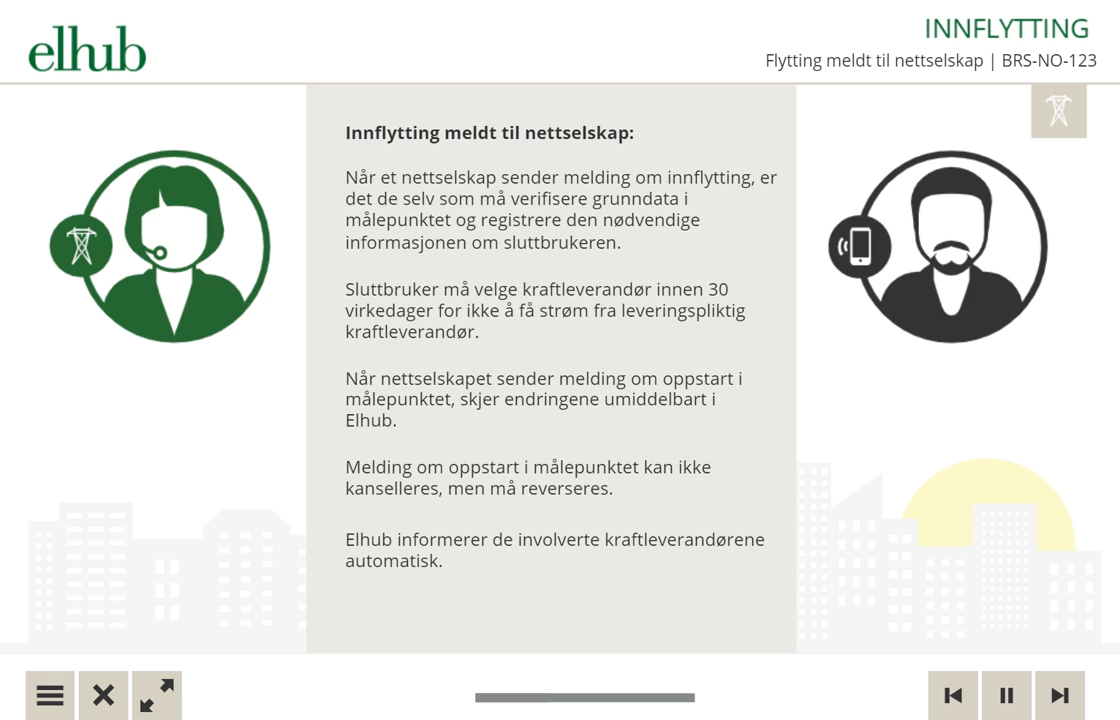 elhub
INNFLYTTING
Flytting meldt til nettselskap | BRS-NO-123
Innflytting meldt til nettselskap:
Når et nettselskap sender melding om innflytting, er
det de selv som må verifisere grunndata i
målepunktet og registrere den nødvendige
informasjonen om sluttbrukeren.
Sluttbruker må velge kraftleverandør innen 30
virkedager for ikke å få strøm fra leveringspliktig
kraftleverandør.
Når nettselskapet sender melding om oppstart i
målepunktet, skjer endringene umiddelbart i
Elhub.
Melding om oppstart i målepunktet kan ikke
kanselleres, men må reverseres.
Elhub informerer de involverte kraftleverandørene
automatisk.